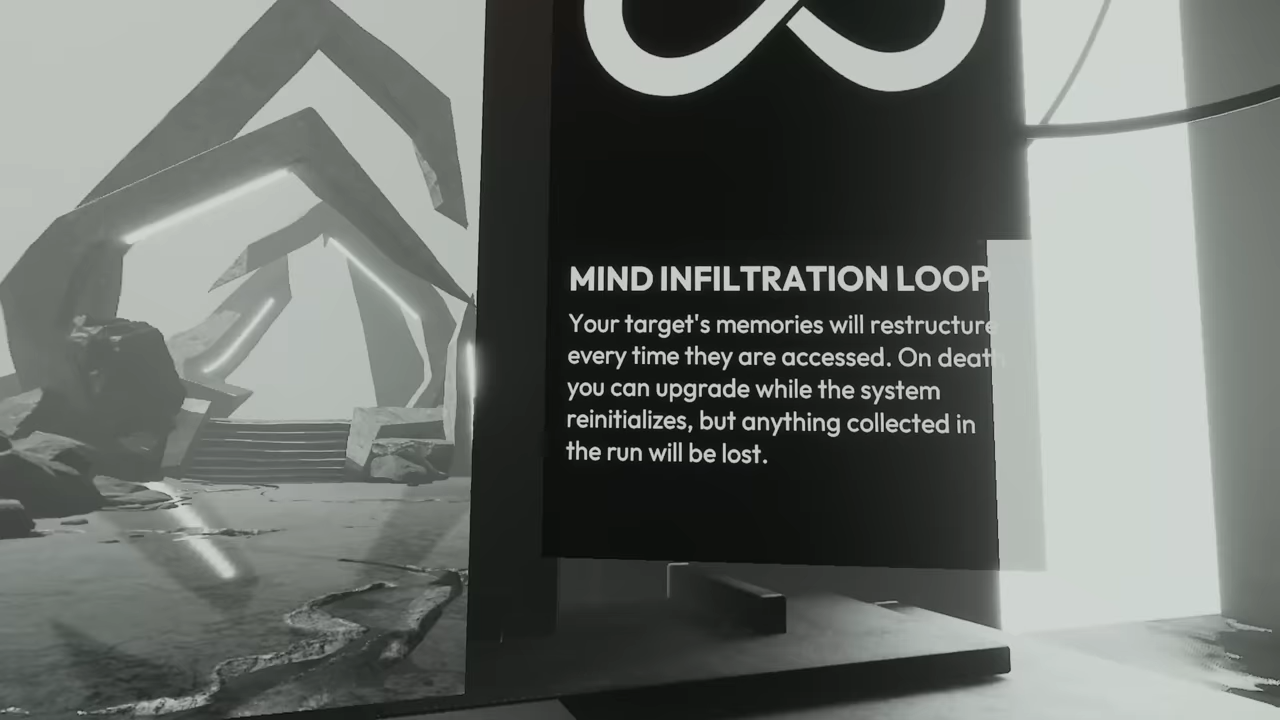 MIND INFILTRATION LOOP
Your target's memories will restructure
every time they are accessed. On death
you can upgrade while the system
reinitializes, but anything collected in
the run will be lost.